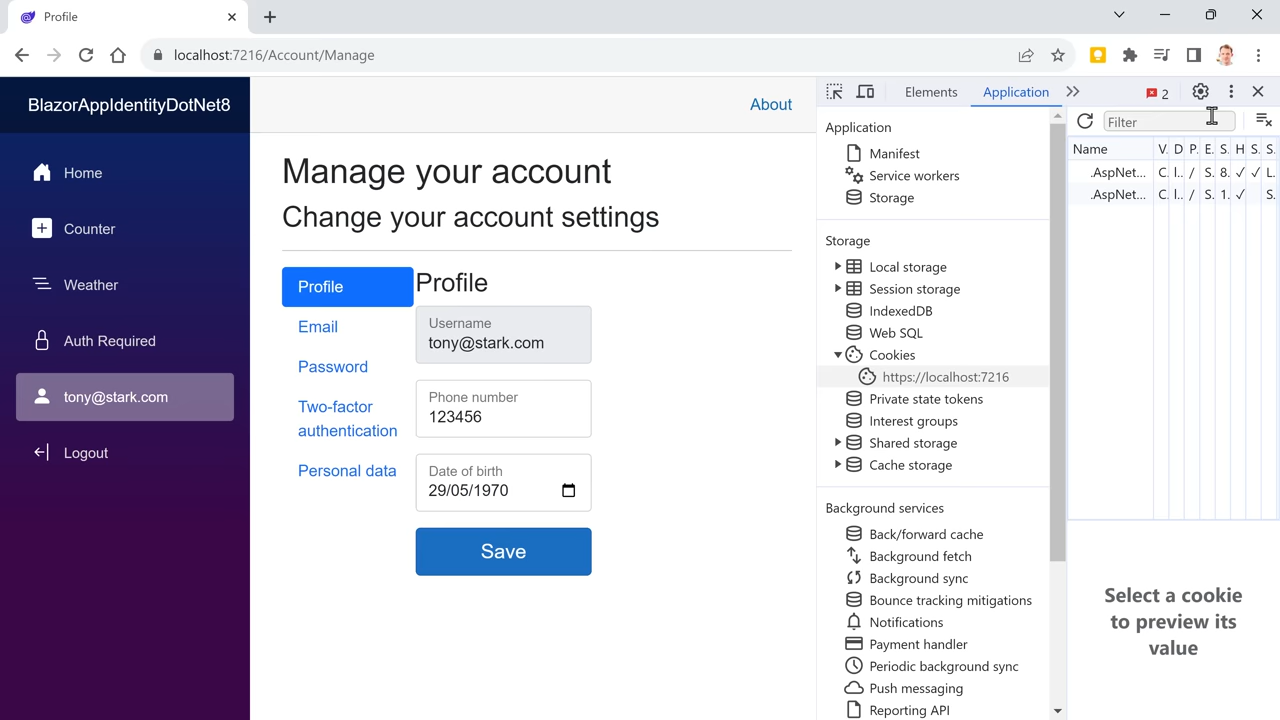 Profile
localhost:7216/Account/Manage
BlazorAppIdentityDotNet8
Home
Counter
Weather
Auth Required
tony@stark.com
Logout
About
Manage your account
Change your account settings
Profile
Email
Password
Two-factor
authentication
Personal data
Profile
Username
tony@stark.com
Phone number
123456
Date of birth
29/05/1970
Save
Elements
Application
2
Application
Manifest
Service workers
Storage
Storage
Local storage
Session storage
IndexedDB
Web SQL
Cookies
https://localhost:7216
Private state tokens
Interest groups
Shared storage
Cache storage
Background services
Back/forward cache
Background fetch
Background sync
Bounce tracking mitigations
Notifications
Payment handler
Periodic background sync
Push messaging
Reporting API
Filter
Name V. D. P. E. S. H S. S.
.AspNet... C. l.. / S. 8. ✓ ✓ L.
.AspNet... C. l.. / S. 1. ✓ S.
Select a cookie
to preview its
value